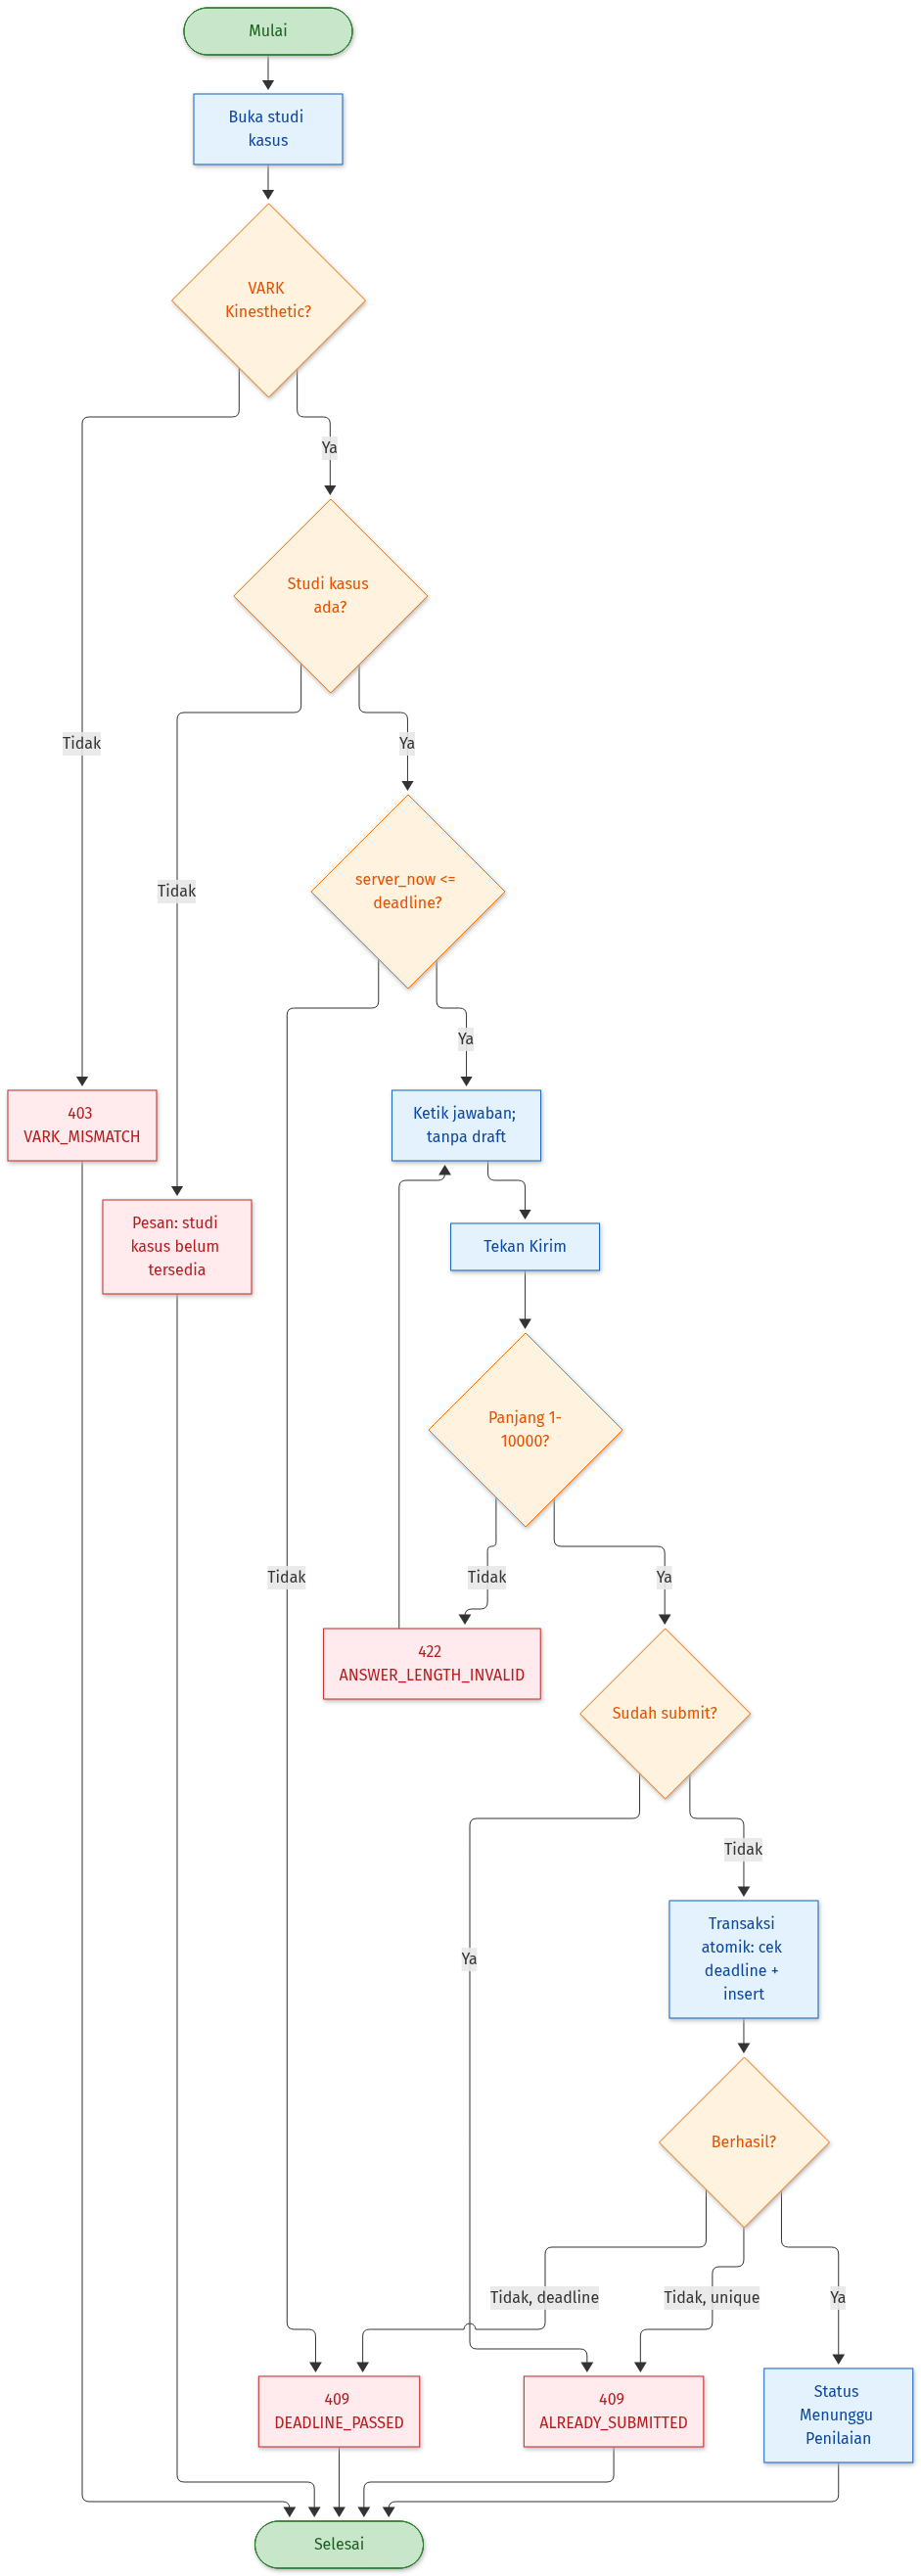 Mulai
Buka studi
kasus
VARK
Kinesthetic?
Ya
Studi kasus
ada?
Tidak
Ya
server_now <=
deadline?
Tidak
Ya
403
VARK_MISMATCH
Ketik jawaban;
tanpa draft
Pesan: studi
kasus belum
tersedia
Tekan Kirim
Panjang 1-
10000?
Tidak
Tidak
Ya
422
ANSWER_LENGTH_INVALID
Sudah submit?
Tidak
Transaksi
atomik: cek
deadline +
insert
Ya
Berhasil?
Tidak, deadline
Tidak, unique
Ya
409
DEADLINE_PASSED
409
ALREADY_SUBMITTED
Status
Menunggu
Penilaian
Selesai